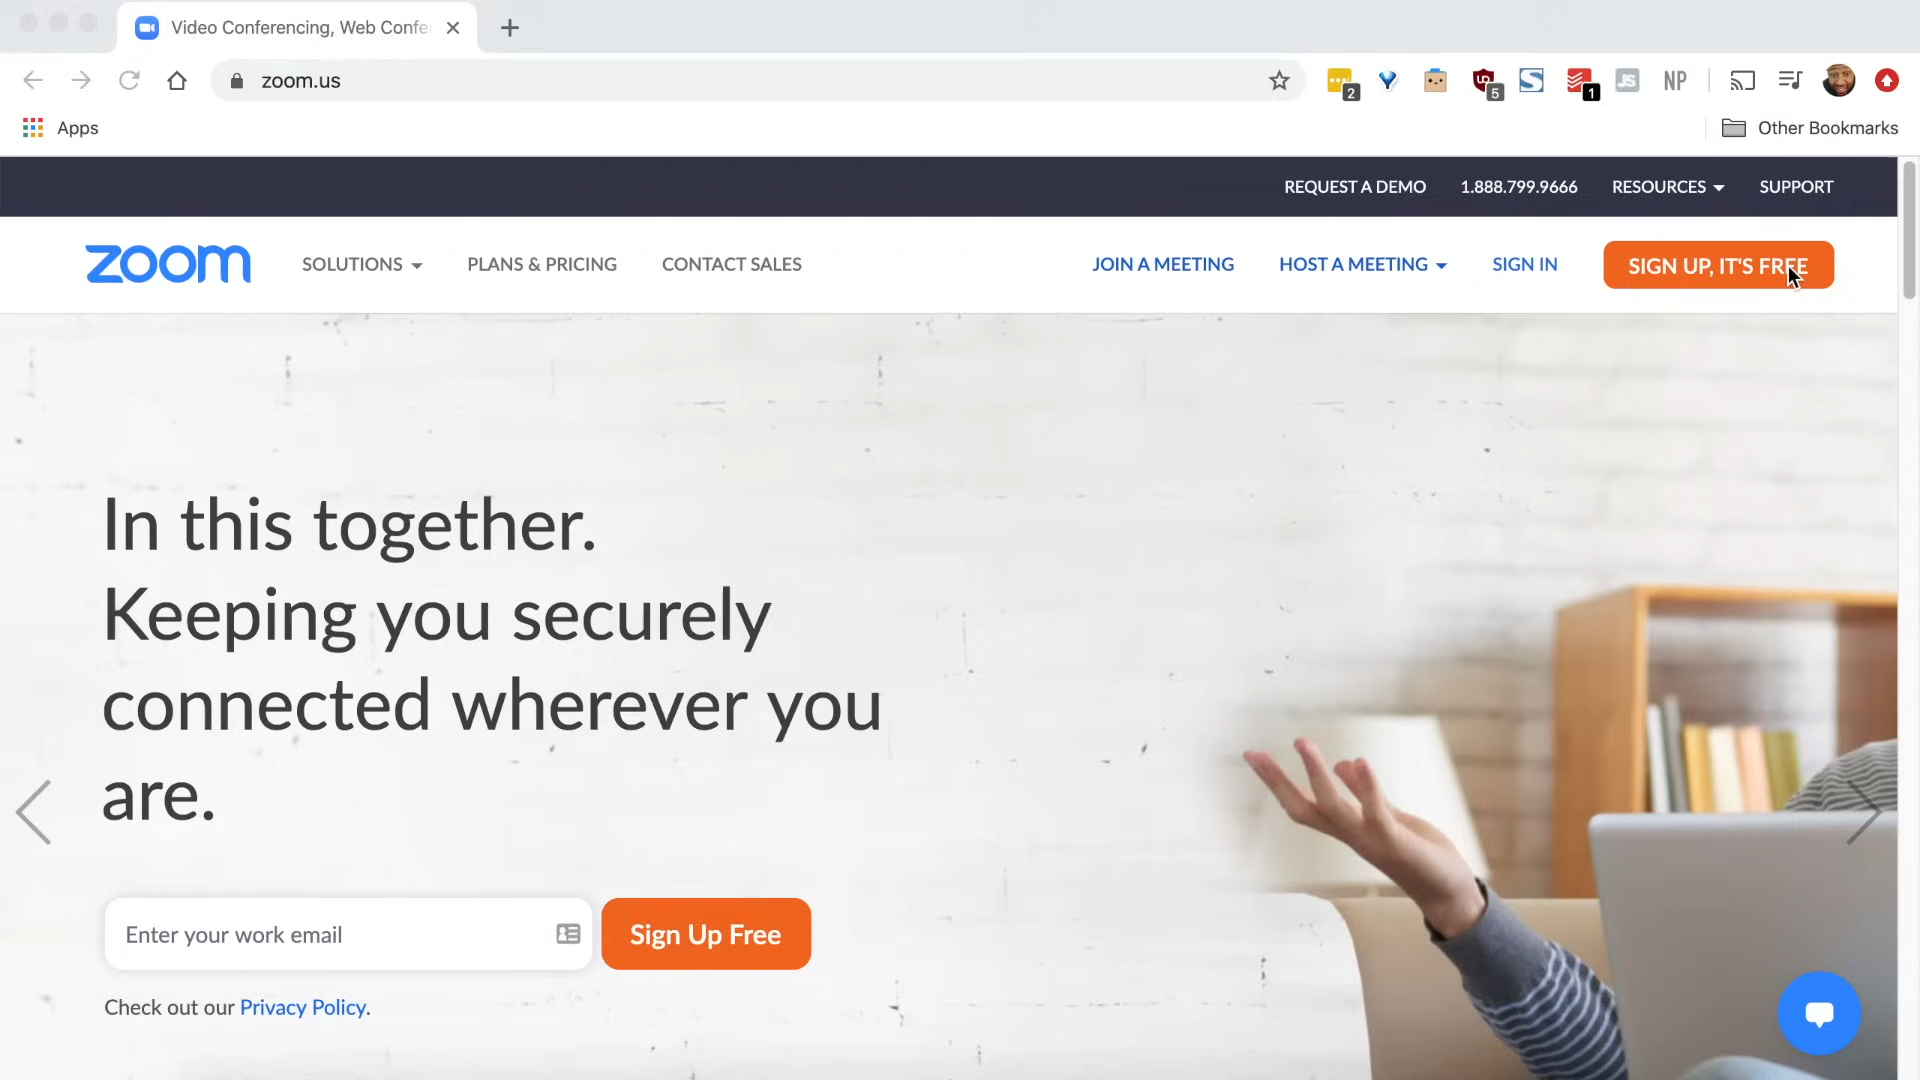 Video Conferencing, Web Confe
zoom.us
2
5
1
JS
NP
Apps
Other Bookmarks
REQUEST A DEMO 1.888.799.9666 RESOURCES SUPPORT
zoom SOLUTIONS PLANS & PRICING CONTACT SALES JOIN A MEETING HOST A MEETING SIGN IN SIGN UP, IT'S FREE
In this together.
Keeping you securely
connected wherever you
are.
Enter your work email Sign Up Free
Check out our Privacy Policy.